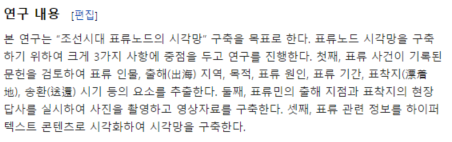 연구 내용 [편집]
본 연구는 "조선시대 표류노드의 시각망" 구축을 목표로 한다. 표류노드 시각망을 구축
하기 위하여 크게 3가지 사항에 중점을 두고 연구를 진행한다. 첫째, 표류 사건이 기록된
문헌을 검토하여 표류 인물, 출해(出海) 지역, 목적, 표류 원인, 표류 기간, 표착지(漂着
地), 송환(送還) 시기 등의 요소를 추출한다. 둘째, 표류민의 출해 지점과 표착지의 현장
답사를 실시하여 사진을 촬영하고 영상자료를 구축한다. 셋째, 표류 관련 정보를 하이퍼
텍스트 콘텐츠로 시각화하여 시각망을 구축한다.